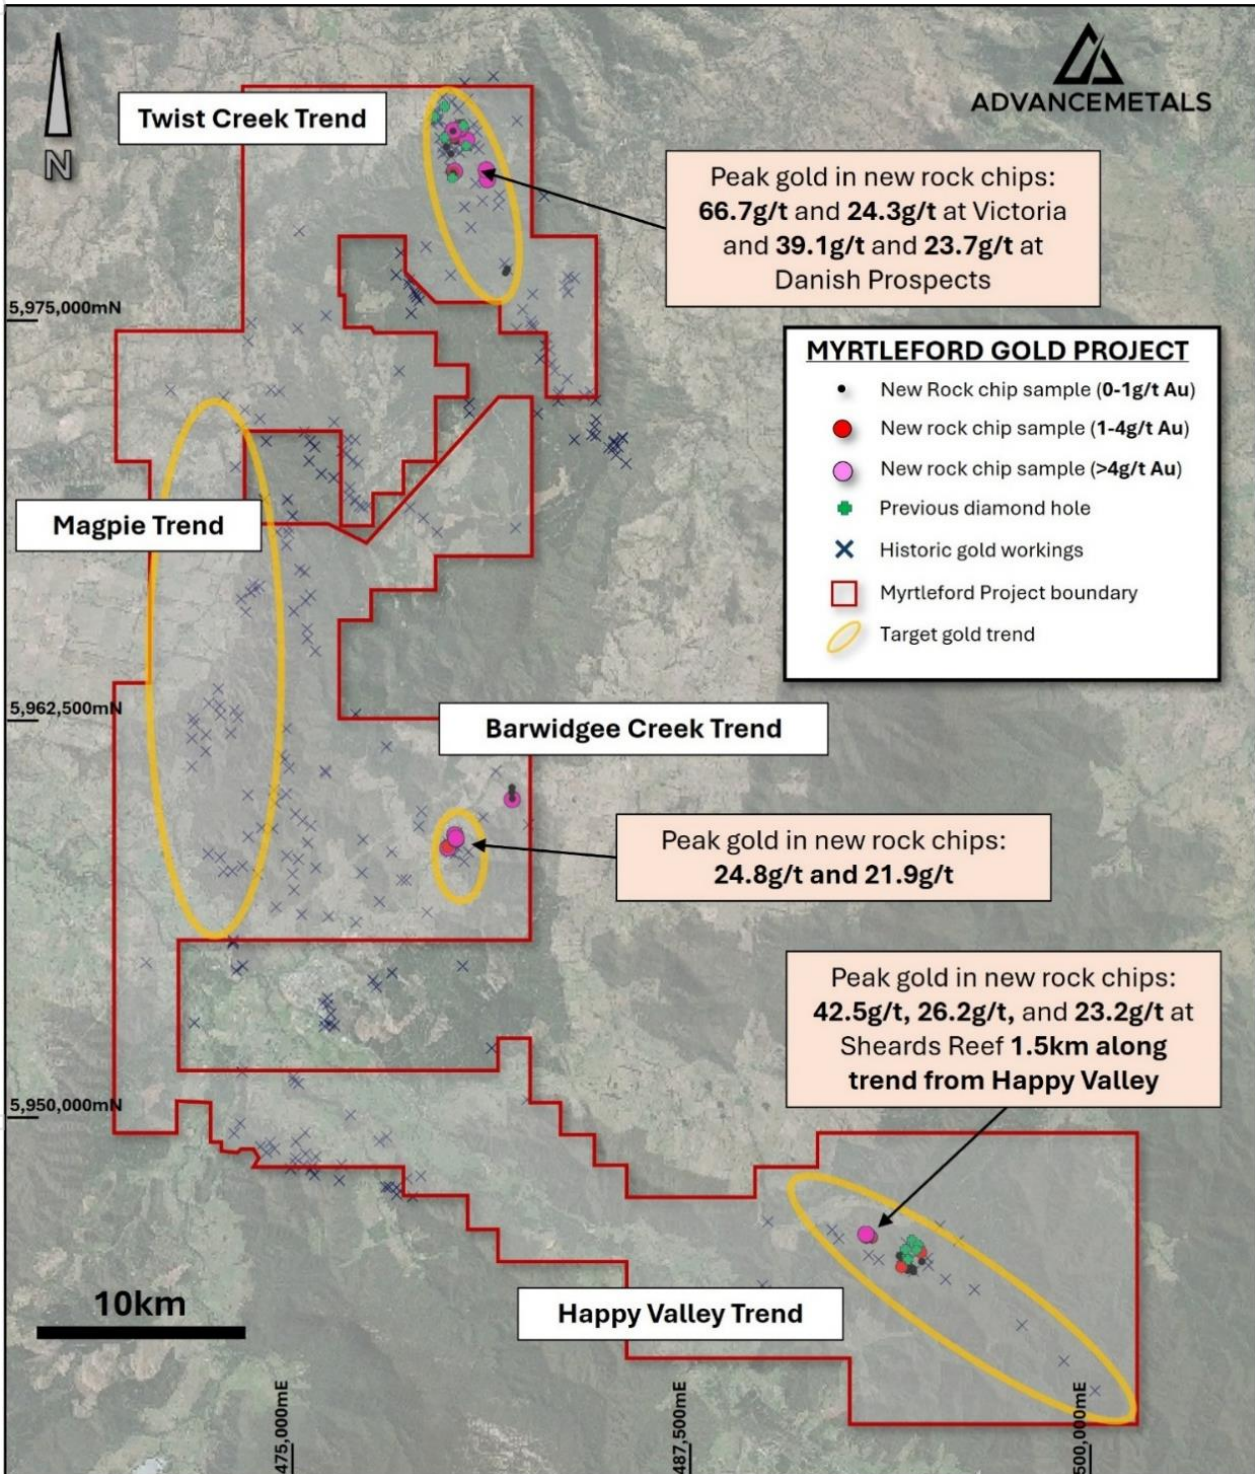 ADVANCEMETALS
N
Twist Creek Trend
Peak gold in new rock chips:
66.7g/t and 24.3g/t at Victoria
and 39.1g/t and 23.7g/t at
Danish Prospects
5,975,000mN
MYRTLEFORD GOLD PROJECT
New Rock chip sample (0-1g/t Au)
New rock chip sample (1-4g/t Au)
New rock chip sample (>4g/t Au)
Previous diamond hole
Historic gold workings
Myrtleford Project boundary
Target gold trend
Magpie Trend
5,962,500mN
Barwidgee Creek Trend
Peak gold in new rock chips:
24.8g/t and 21.9g/t
Peak gold in new rock chips:
42.5g/t, 26.2g/t, and 23.2g/t at
Sheards Reef 1.5km along
trend from Happy Valley
5,950,000mN
10km
Happy Valley Trend
475,000mE
487,500mE
500,000mE